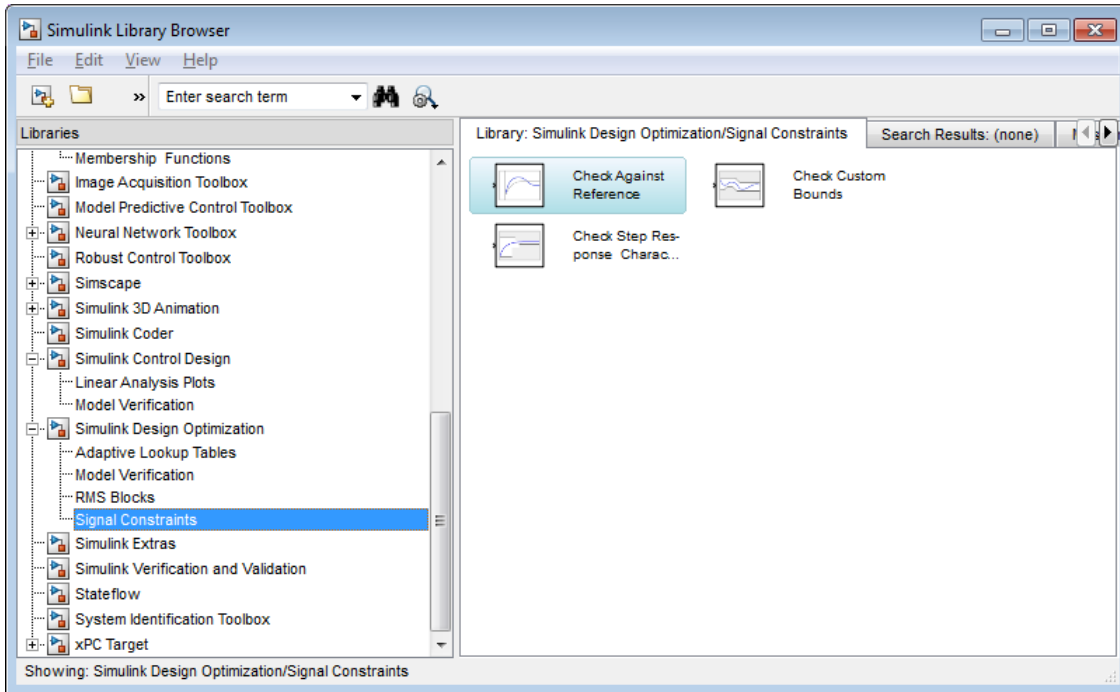 Simulink Library Browser
File Edit View Help
» Enter search term
Libraries
Membership Functions
Image Acquisition Toolbox
Model Predictive Control Toolbox
Neural Network Toolbox
Robust Control Toolbox
Simscape
Simulink 3D Animation
Simulink Coder
Simulink Control Design
Linear Analysis Plots
Model Verification
Simulink Design Optimization
Adaptive Lookup Tables
Model Verification
RMS Blocks
Signal Constraints
Simulink Extras
Simulink Verification and Validation
Stateflow
System Identification Toolbox
xPC Target
Library: Simulink Design Optimization/Signal Constraints
Search Results: (none)
Check Against
Reference
Check Custom
Bounds
Check Step Res-
ponse Charac...
Showing: Simulink Design Optimization/Signal Constraints